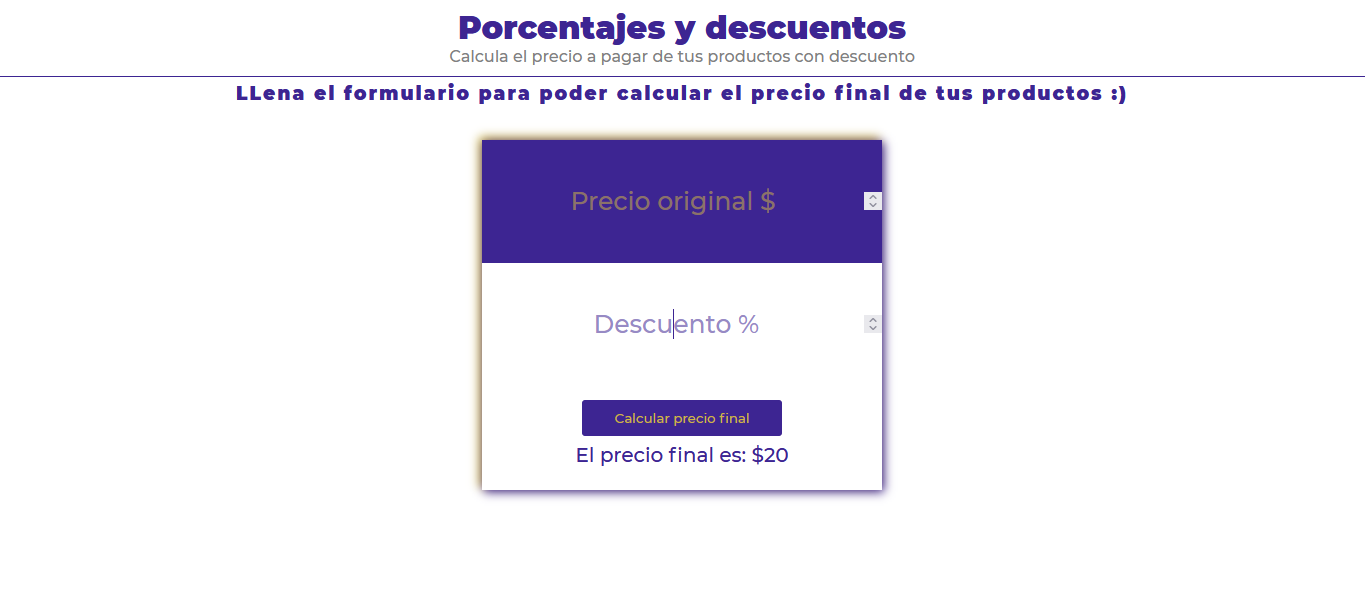 Porcentajes y descuentos
Calcula el precio a pagar de tus productos con descuento
LLena el formulario para poder calcular el precio final de tus productos :)
Precio original $
Descuento %
Calcular precio final
El precio final es: $20